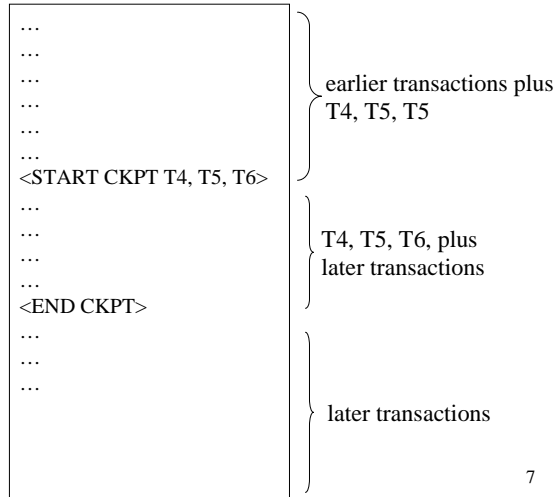 …
…
…
…
…
…
<START CKPT T4, T5, T6>
…
…
…
…
<END CKPT>
…
…
…
earlier transactions plus
T4, T5, T5
T4, T5, T6, plus
later transactions
later transactions
7